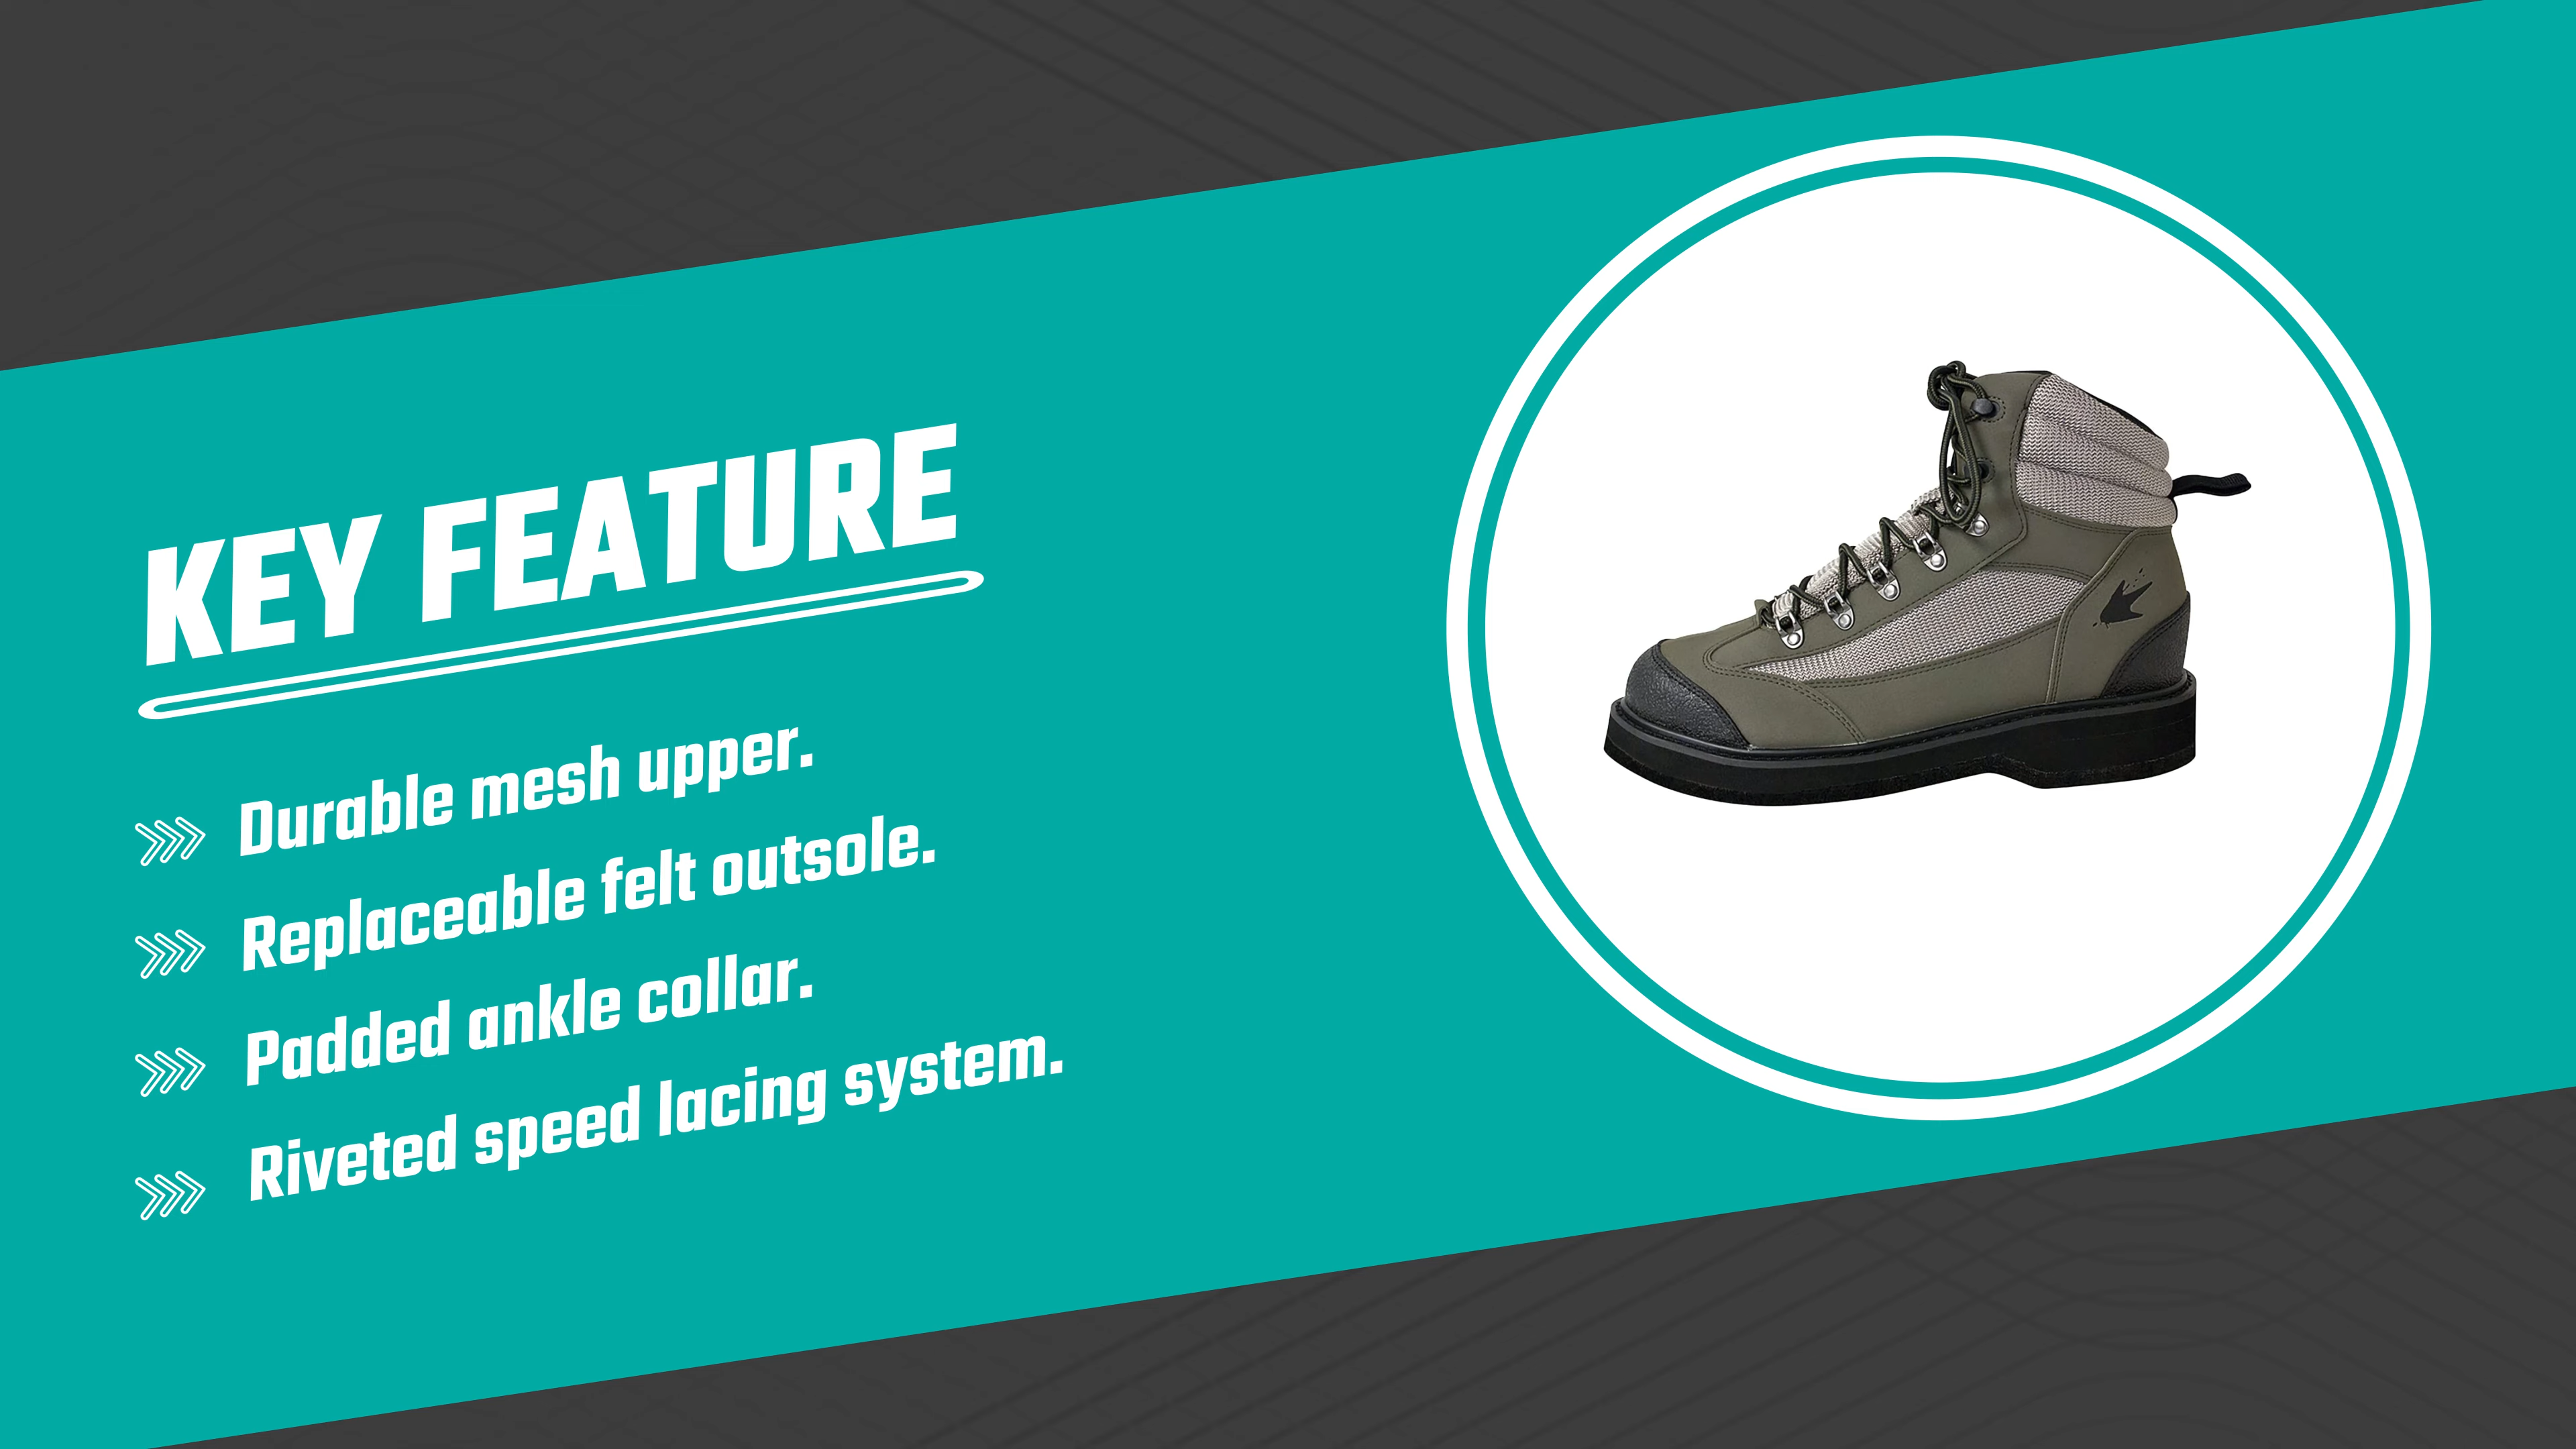 KEY FEATURE
Durable mesh upper.
Replaceable felt outsole.
Padded ankle collar.
Riveted speed lacing system.